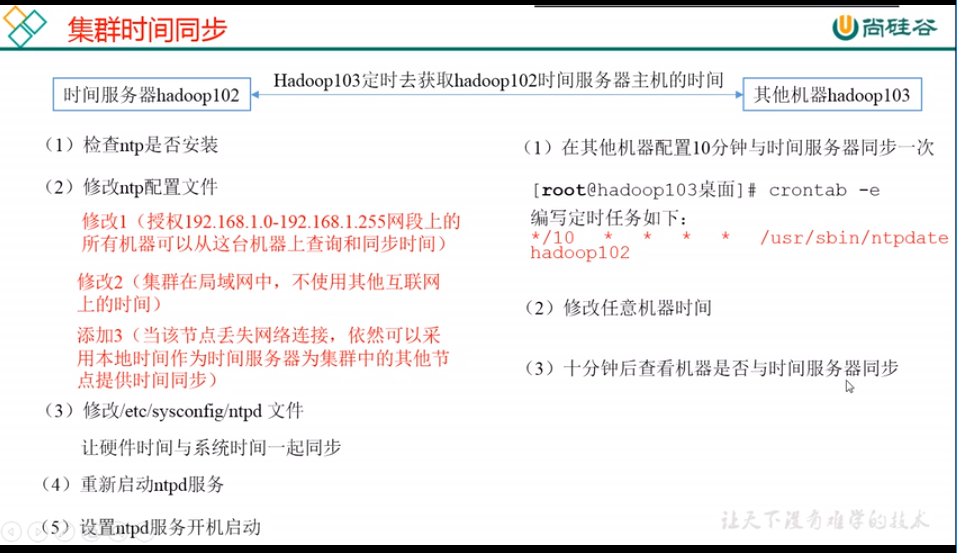 集群时间同步
尚硅谷
时间服务器hadoop102
Hadoop103定时去获取hadoop102时间服务器主机的时间
其他机器hadoop103
(1)检查ntp是否安装
(2)修改ntp配置文件
修改1（授权192.168.1.0-192.168.1.255网段上的
所有机器可以从这台机器上查询和同步时间）
修改2（集群在局域网中，不使用其他互联网
上的时间）
添加3（当该节点丢失网络连接，依然可以采
用本地时间作为时间服务器为集群中的其他节
点提供时间同步）
(3)修改/etc/sysconfig/ntpd 文件
让硬件时间与系统时间一起同步
(4)重新启动ntpd服务
(5)设置ntpd服务开机启动
(1)在其他机器配置10分钟与时间服务器同步一次
[root@hadoop103桌面]# crontab -e
编写定时任务如下：
*/10 * * * * /usr/sbin/ntpdate
hadoop102
(2)修改任意机器时间
(3)十分钟后查看机器是否与时间服务器同步
让天下没有难学的技术